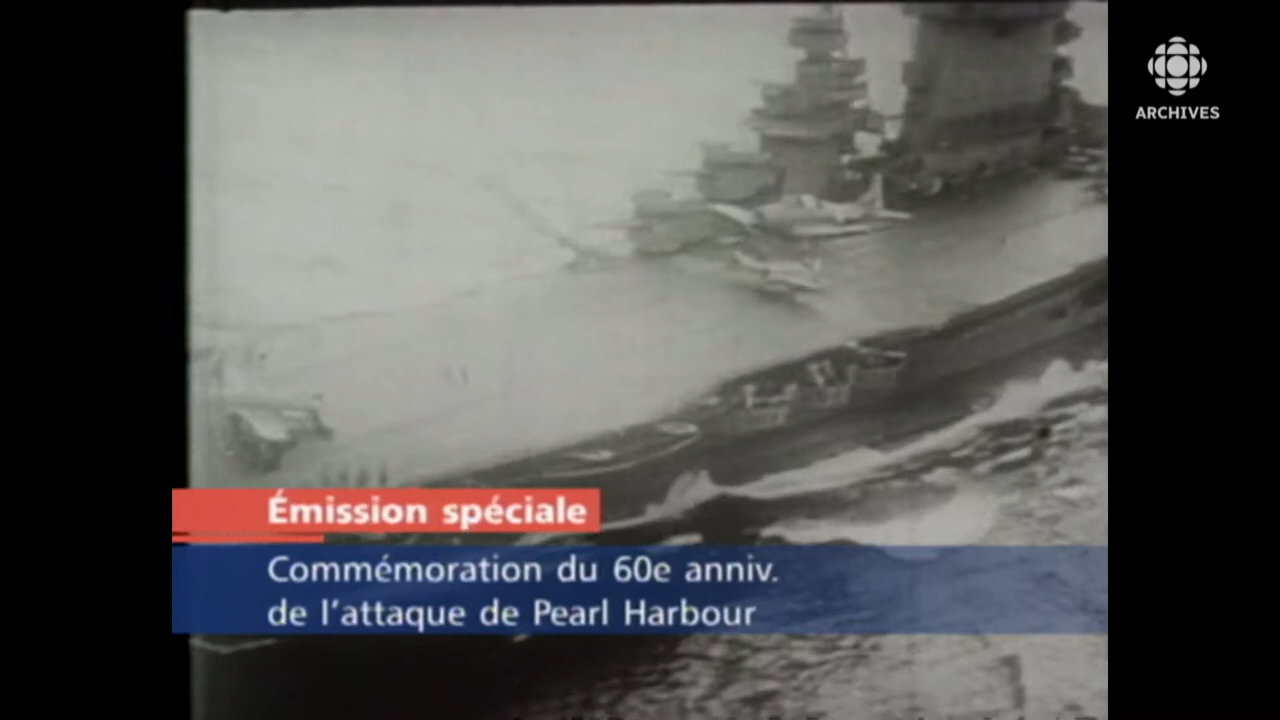 ARCHIVES
Émission spéciale
Commémoration du 60e anniv.
de l'attaque de Pearl Harbour